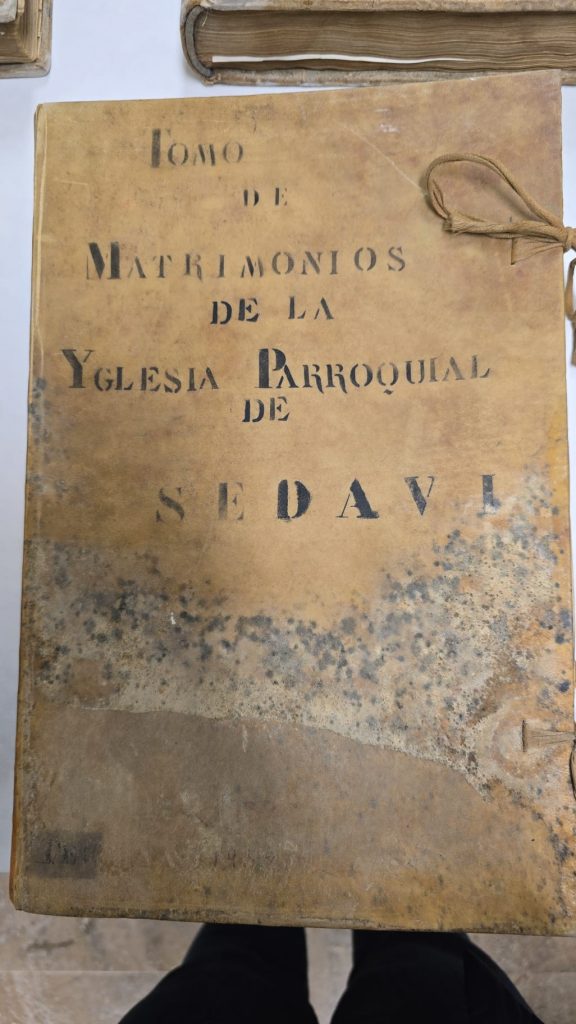 TOMO
DE
MATRIMONIOS
DE LA
YGLESIA PARROQUIAL
DE
SEDAVI